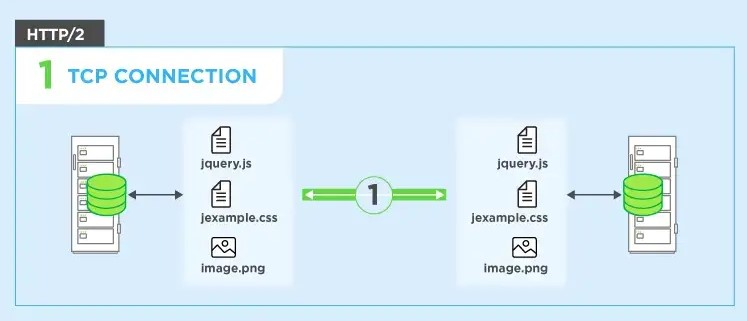 HTTP/2
1 TCP CONNECTION
jquery.js
jexample.css
image.png
1
jquery.js
jexample.css
image.png